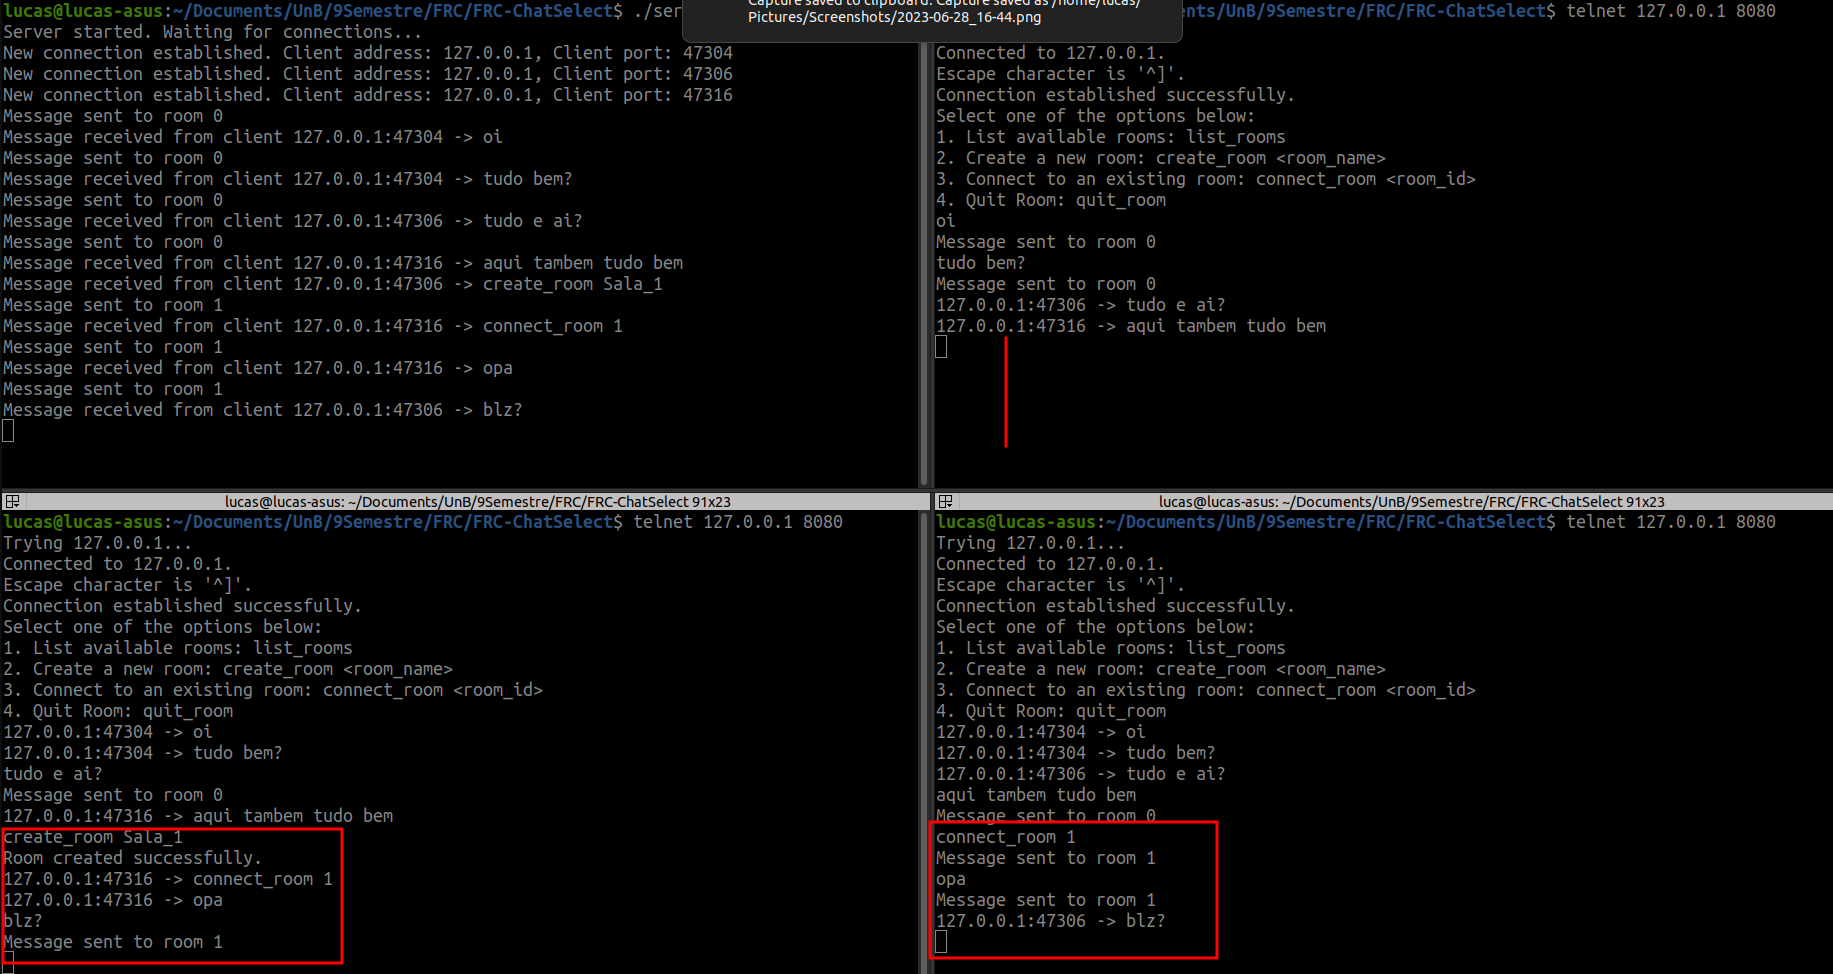 lucas@lucas-asus:~/Documents/UnB/9Semestre/FRC/FRC-ChatSelect$ ./ser
Server started. Waiting for connections...
New connection established. Client address: 127.0.0.1, Client port: 47304
New connection established. Client address: 127.0.0.1, Client port: 47306
New connection established. Client address: 127.0.0.1, Client port: 47316
Message sent to room 0
Message received from client 127.0.0.1:47304 -> oi
Message sent to room 0
Message received from client 127.0.0.1:47304 -> tudo bem?
Message sent to room 0
Message received from client 127.0.0.1:47306 -> tudo e ai?
Message sent to room 0
Message received from client 127.0.0.1:47316 -> aqui tambem tudo bem
Message received from client 127.0.0.1:47306 -> create_room Sala_1
Message sent to room 1
Message received from client 127.0.0.1:47316 -> connect_room 1
Message sent to room 1
Message received from client 127.0.0.1:47316 -> opa
Message sent to room 1
Message received from client 127.0.0.1:47306 -> blz?
Capture saved to clipboard. Capture saved as /home/lucas/
Pictures/Screenshots/2023-06-28_16-44.png
nts/UnB/9Semestre/FRC/FRC-ChatSelect$ telnet 127.0.0.1 8080
Connected to 127.0.0.1.
Escape character is '^]'.
Connection established successfully.
Select one of the options below:
1. List available rooms: list_rooms
2. Create a new room: create_room <room_name>
3. Connect to an existing room: connect_room <room_id>
4. Quit Room: quit_room
oi
Message sent to room 0
tudo bem?
Message sent to room 0
127.0.0.1:47306 -> tudo e ai?
127.0.0.1:47316 -> aqui tambem tudo bem
lucas@lucas-asus: ~/Documents/UnB/9Semestre/FRC/FRC-ChatSelect 91x23
lucas@lucas-asus:~/Documents/UnB/9Semestre/FRC/FRC-ChatSelect$ telnet 127.0.0.1 8080
Trying 127.0.0.1...
Connected to 127.0.0.1.
Escape character is '^]'.
Connection established successfully.
Select one of the options below:
1. List available rooms: list_rooms
2. Create a new room: create_room <room_name>
3. Connect to an existing room: connect_room <room_id>
4. Quit Room: quit_room
127.0.0.1:47304 -> oi
127.0.0.1:47304 -> tudo bem?
tudo e ai?
Message sent to room 0
127.0.0.1:47316 -> aqui tambem tudo bem
create_room Sala_1
Room created successfully.
127.0.0.1:47316 -> connect_room 1
127.0.0.1:47316 -> opa
blz?
Message sent to room 1
lucas@lucas-asus: ~/Documents/UnB/9Semestre/FRC/FRC-ChatSelect 91x23
lucas@lucas-asus:~/Documents/UnB/9Semestre/FRC/FRC-ChatSelect$ telnet 127.0.0.1 8080
Trying 127.0.0.1...
Connected to 127.0.0.1.
Escape character is '^]'.
Connection established successfully.
Select one of the options below:
1. List available rooms: list_rooms
2. Create a new room: create_room <room_name>
3. Connect to an existing room: connect_room <room_id>
4. Quit Room: quit_room
127.0.0.1:47304 -> oi
127.0.0.1:47304 -> tudo bem?
127.0.0.1:47306 -> tudo e ai?
aqui tambem tudo bem
Message sent to room 0
connect_room 1
Message sent to room 1
opa
Message sent to room 1
127.0.0.1:47306 -> blz?